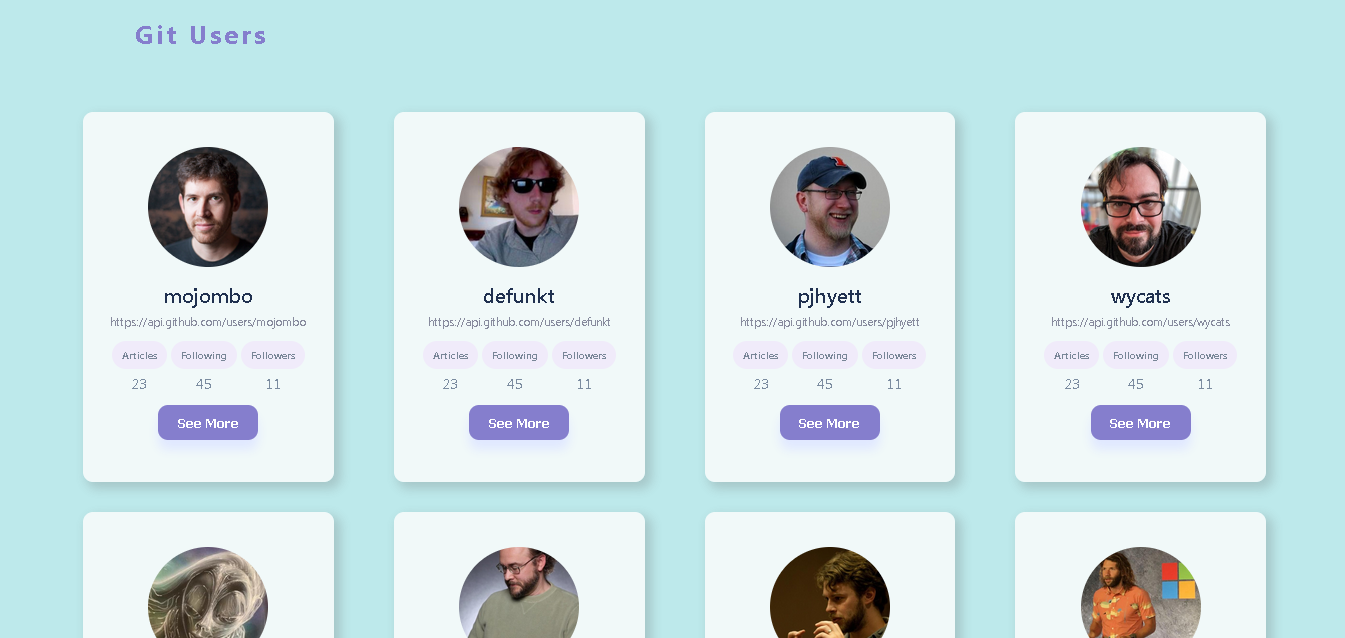 Git Users
mojombo
https://api.github.com/users/mojombo
Articles Following Followers
23 45 11
See More
defunkt
https://api.github.com/users/defunkt
Articles Following Followers
23 45 11
See More
pjhyett
https://api.github.com/users/pjhyett
Articles Following Followers
23 45 11
See More
wycats
https://api.github.com/users/wycats
Articles Following Followers
23 45 11
See More